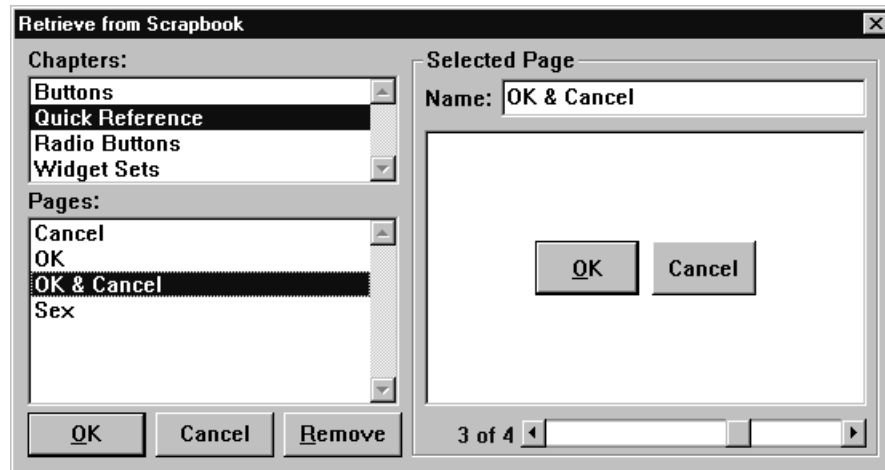 Retrieve from Scrapbook
Chapters:
Buttons
Quick Reference
Radio Buttons
Widget Sets
Pages:
Cancel
OK
OK & Cancel
Sex
OK Cancel Remove
Selected Page
Name: OK & Cancel
OK Cancel
3 of 4